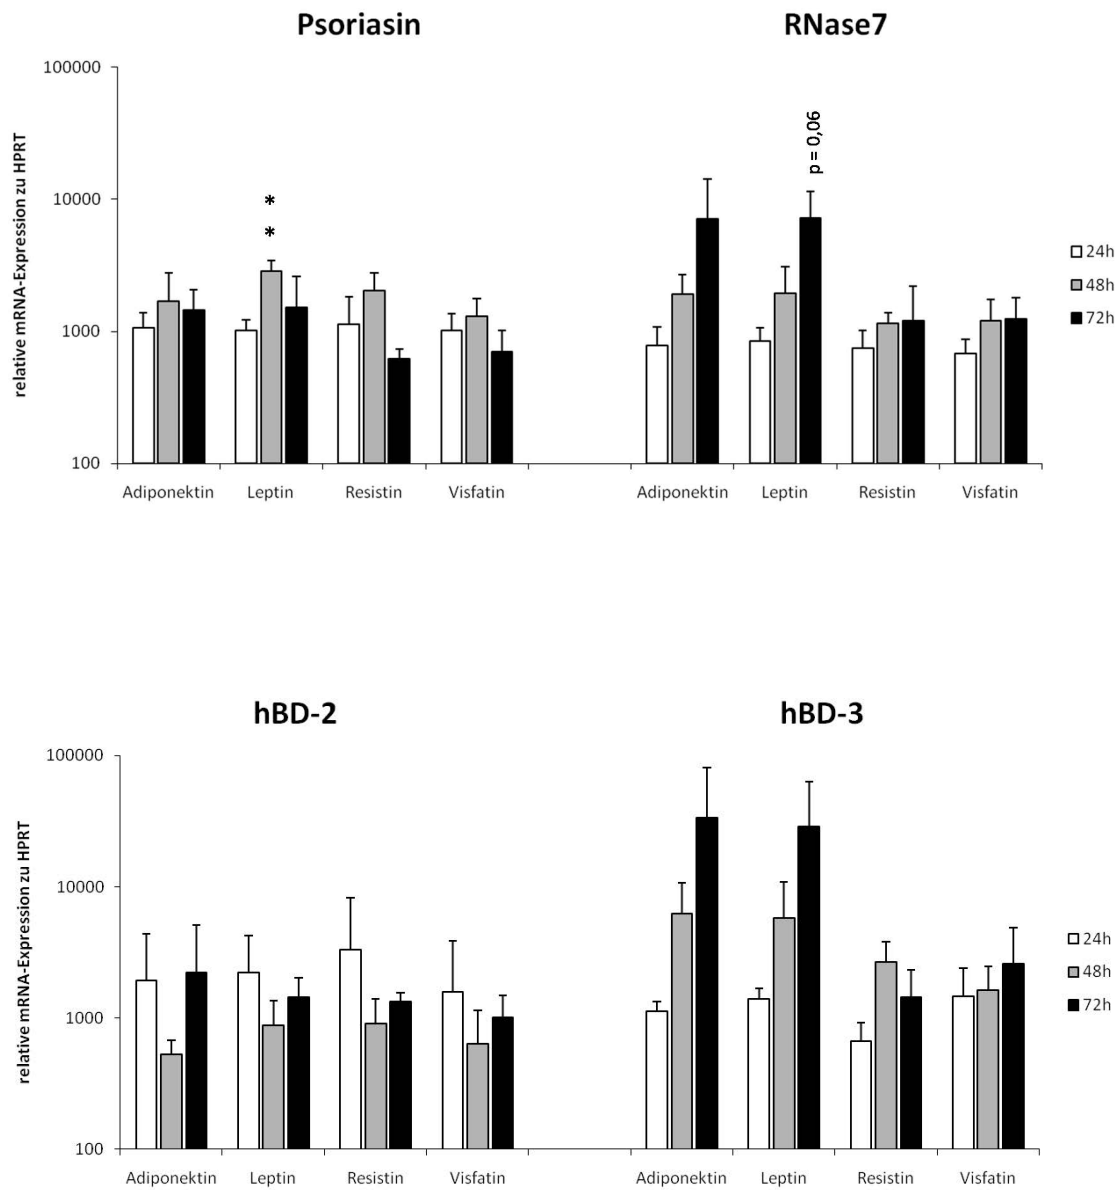 Psoriasin RNase7
100000
10000
1000
100
relative mRNA-Expression zu HPRT
*
*
p = 0,06
24h
48h
72h
Adiponektin Leptin Resistin Visfatin Adiponektin Leptin Resistin Visfatin
hBD-2 hBD-3
100000
10000
1000
100
relative mRNA-Expression zu HPRT
24h
48h
72h
Adiponektin Leptin Resistin Visfatin Adiponektin Leptin Resistin Visfatin